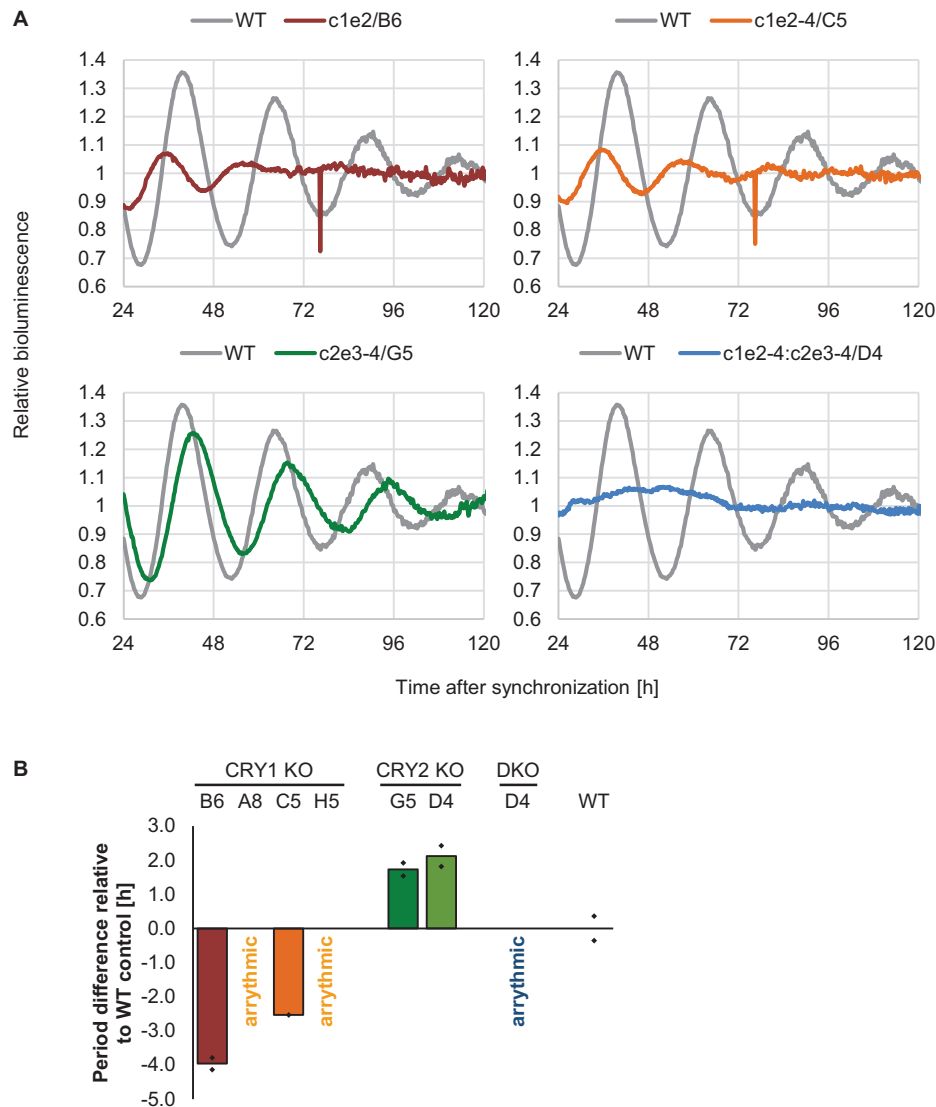 A
WT c1e2/B6
WT c1e2-4/C5
1.4
1.3
1.2
1.1
1
0.9
0.8
0.7
0.6
24 48 72 96 120
1.4
1.3
1.2
1.1
1
0.9
0.8
0.7
0.6
24 48 72 96 120
Relative bioluminescence
WT c2e3-4/G5
WT c1e2-4:c2e3-4/D4
1.4
1.3
1.2
1.1
1
0.9
0.8
0.7
0.6
24 48 72 96 120
1.4
1.3
1.2
1.1
1
0.9
0.8
0.7
0.6
24 48 72 96 120
Time after synchronization [h]
B
CRY1 KO CRY2 KO DKO
B6 A8 C5 H5 G5 D4 D4 WT
Period difference relative
to WT control [h]
3.0
2.0
1.0
0.0
-1.0
-2.0
-3.0
-4.0
-5.0
arrythmic
arrythmic
arrythmic